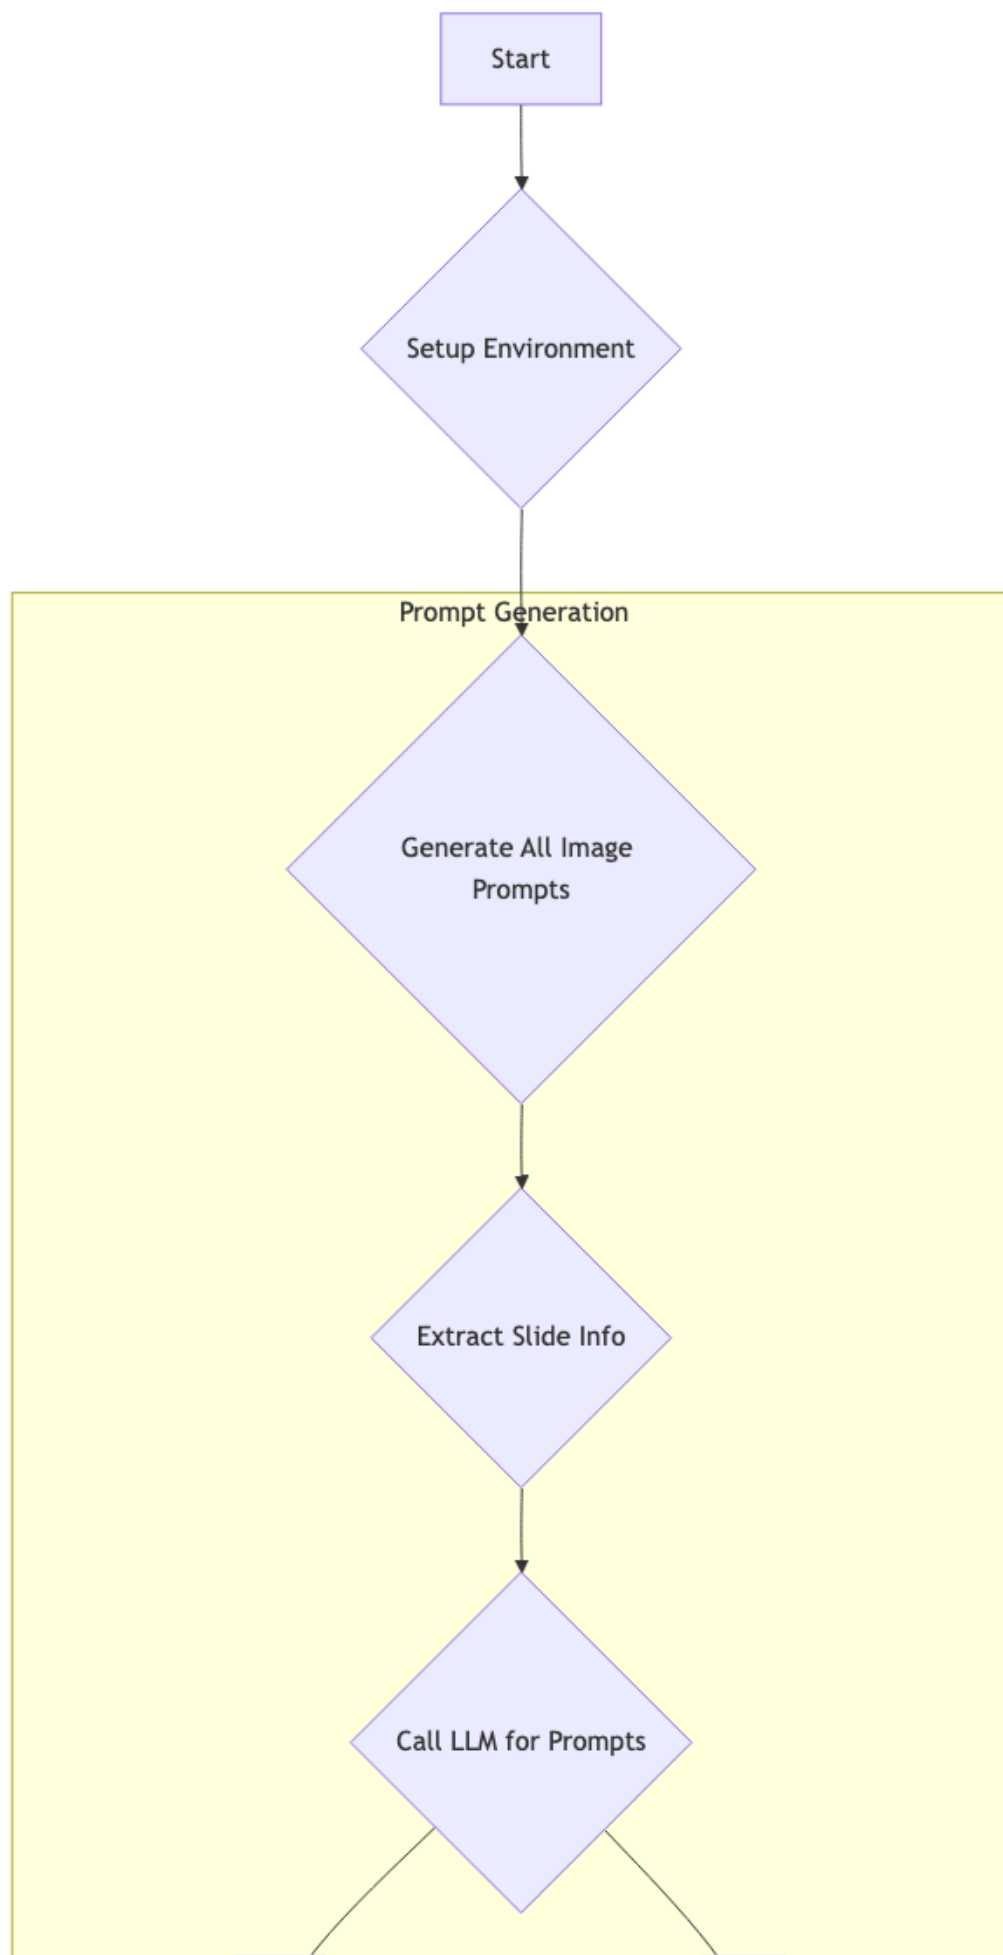 Start
Setup Environment
Prompt Generation
Generate All Image
Prompts
Extract Slide Info
Call LLM for Prompts